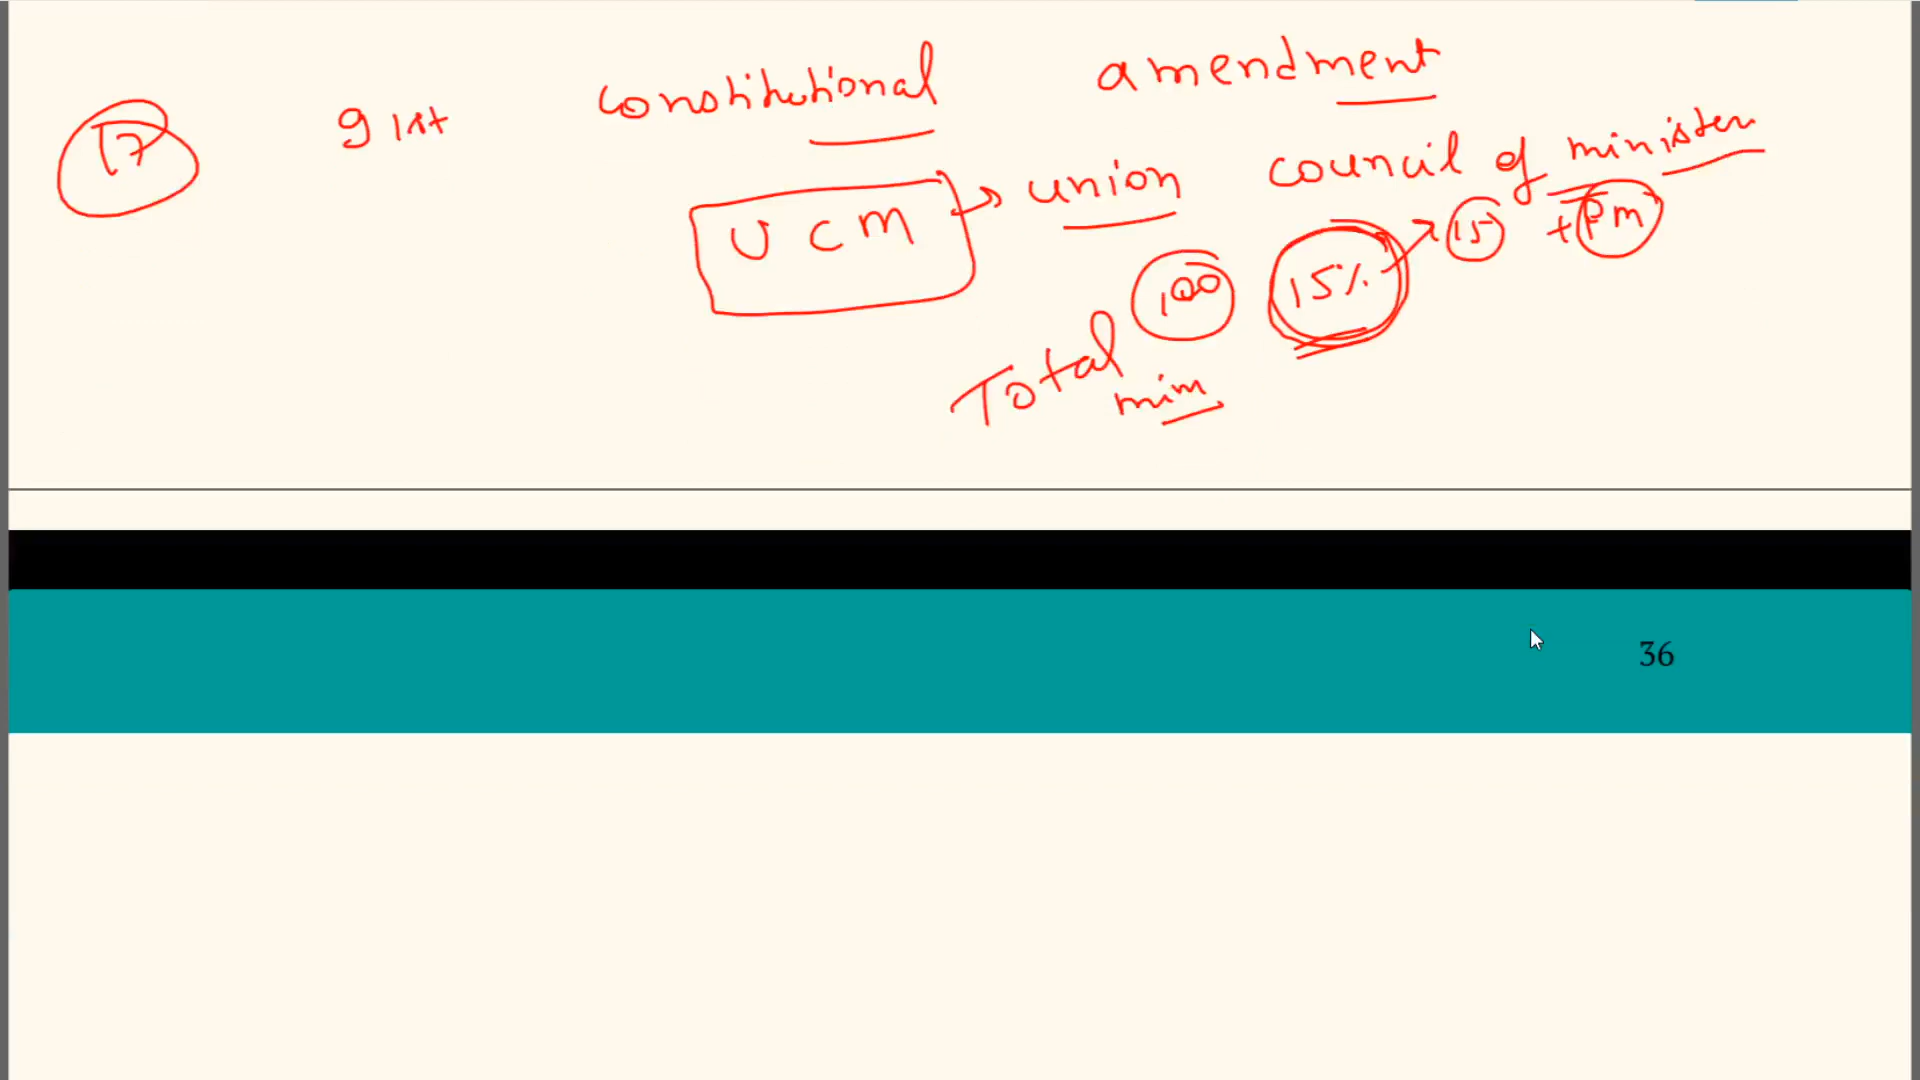 17 91st constitutional amendment
UCM → union council of minister
100 15% → 15 + PM
Total
min
36